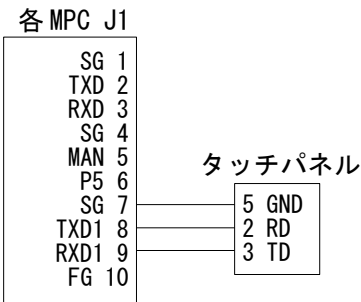 各MPC J1
SG 1
TXD 2
RXD 3
SG 4
MAN 5
P5 6
SG 7
TXD1 8
RXD1 9
FG 10
タッチパネル
5 GND
2 RD
3 TD